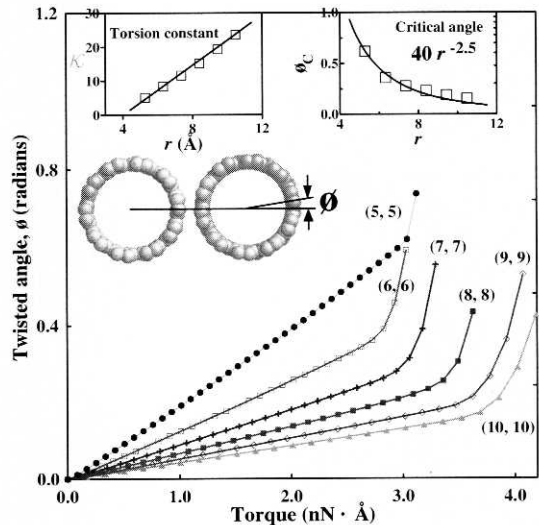 30
20
10
0
Torsion constant
κ
4
8
12
r (Å)
1.0
0.5
0.0
Critical angle
40 r -2.5
øC
4
8
12
r
1.2
0.8
0.4
0.0
Twisted angle, ø (radians)
Ø
(5, 5)
(6, 6)
(7, 7)
(8, 8)
(9, 9)
(10, 10)
0.0
1.0
2.0
3.0
4.0
Torque (nN · Å)